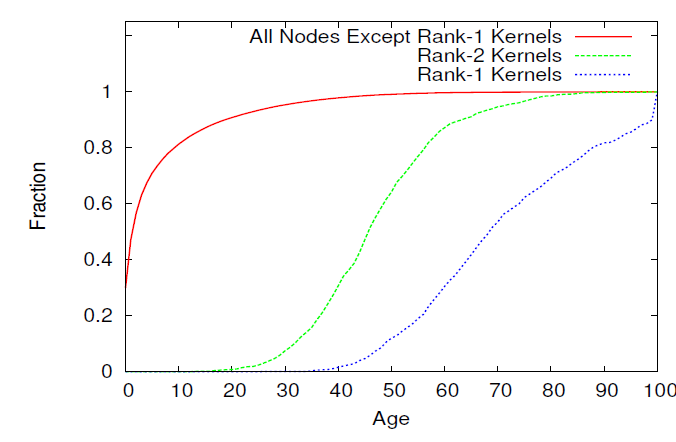 All Nodes Except Rank-1 Kernels
Rank-2 Kernels
Rank-1 Kernels
1
0.8
0.6
0.4
0.2
0
Fraction
0 10 20 30 40 50 60 70 80 90 100
Age